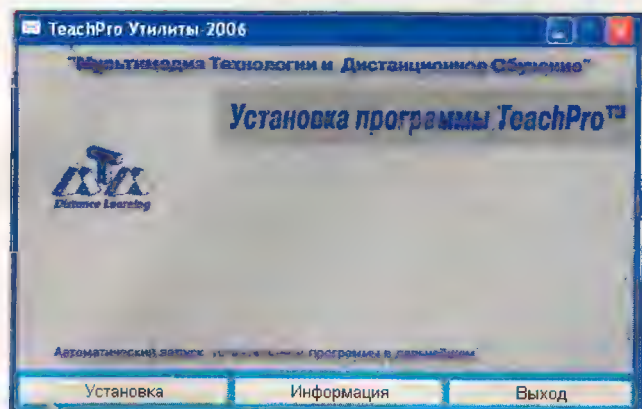 TeachPro Утилиты-2006
"Мультимедиа Технологии и Дистанционное Обучение"
Установка программы TeachPro™
Distance Learning
Автоматический запуск программы в дальнейшем
Установка Информация Выход